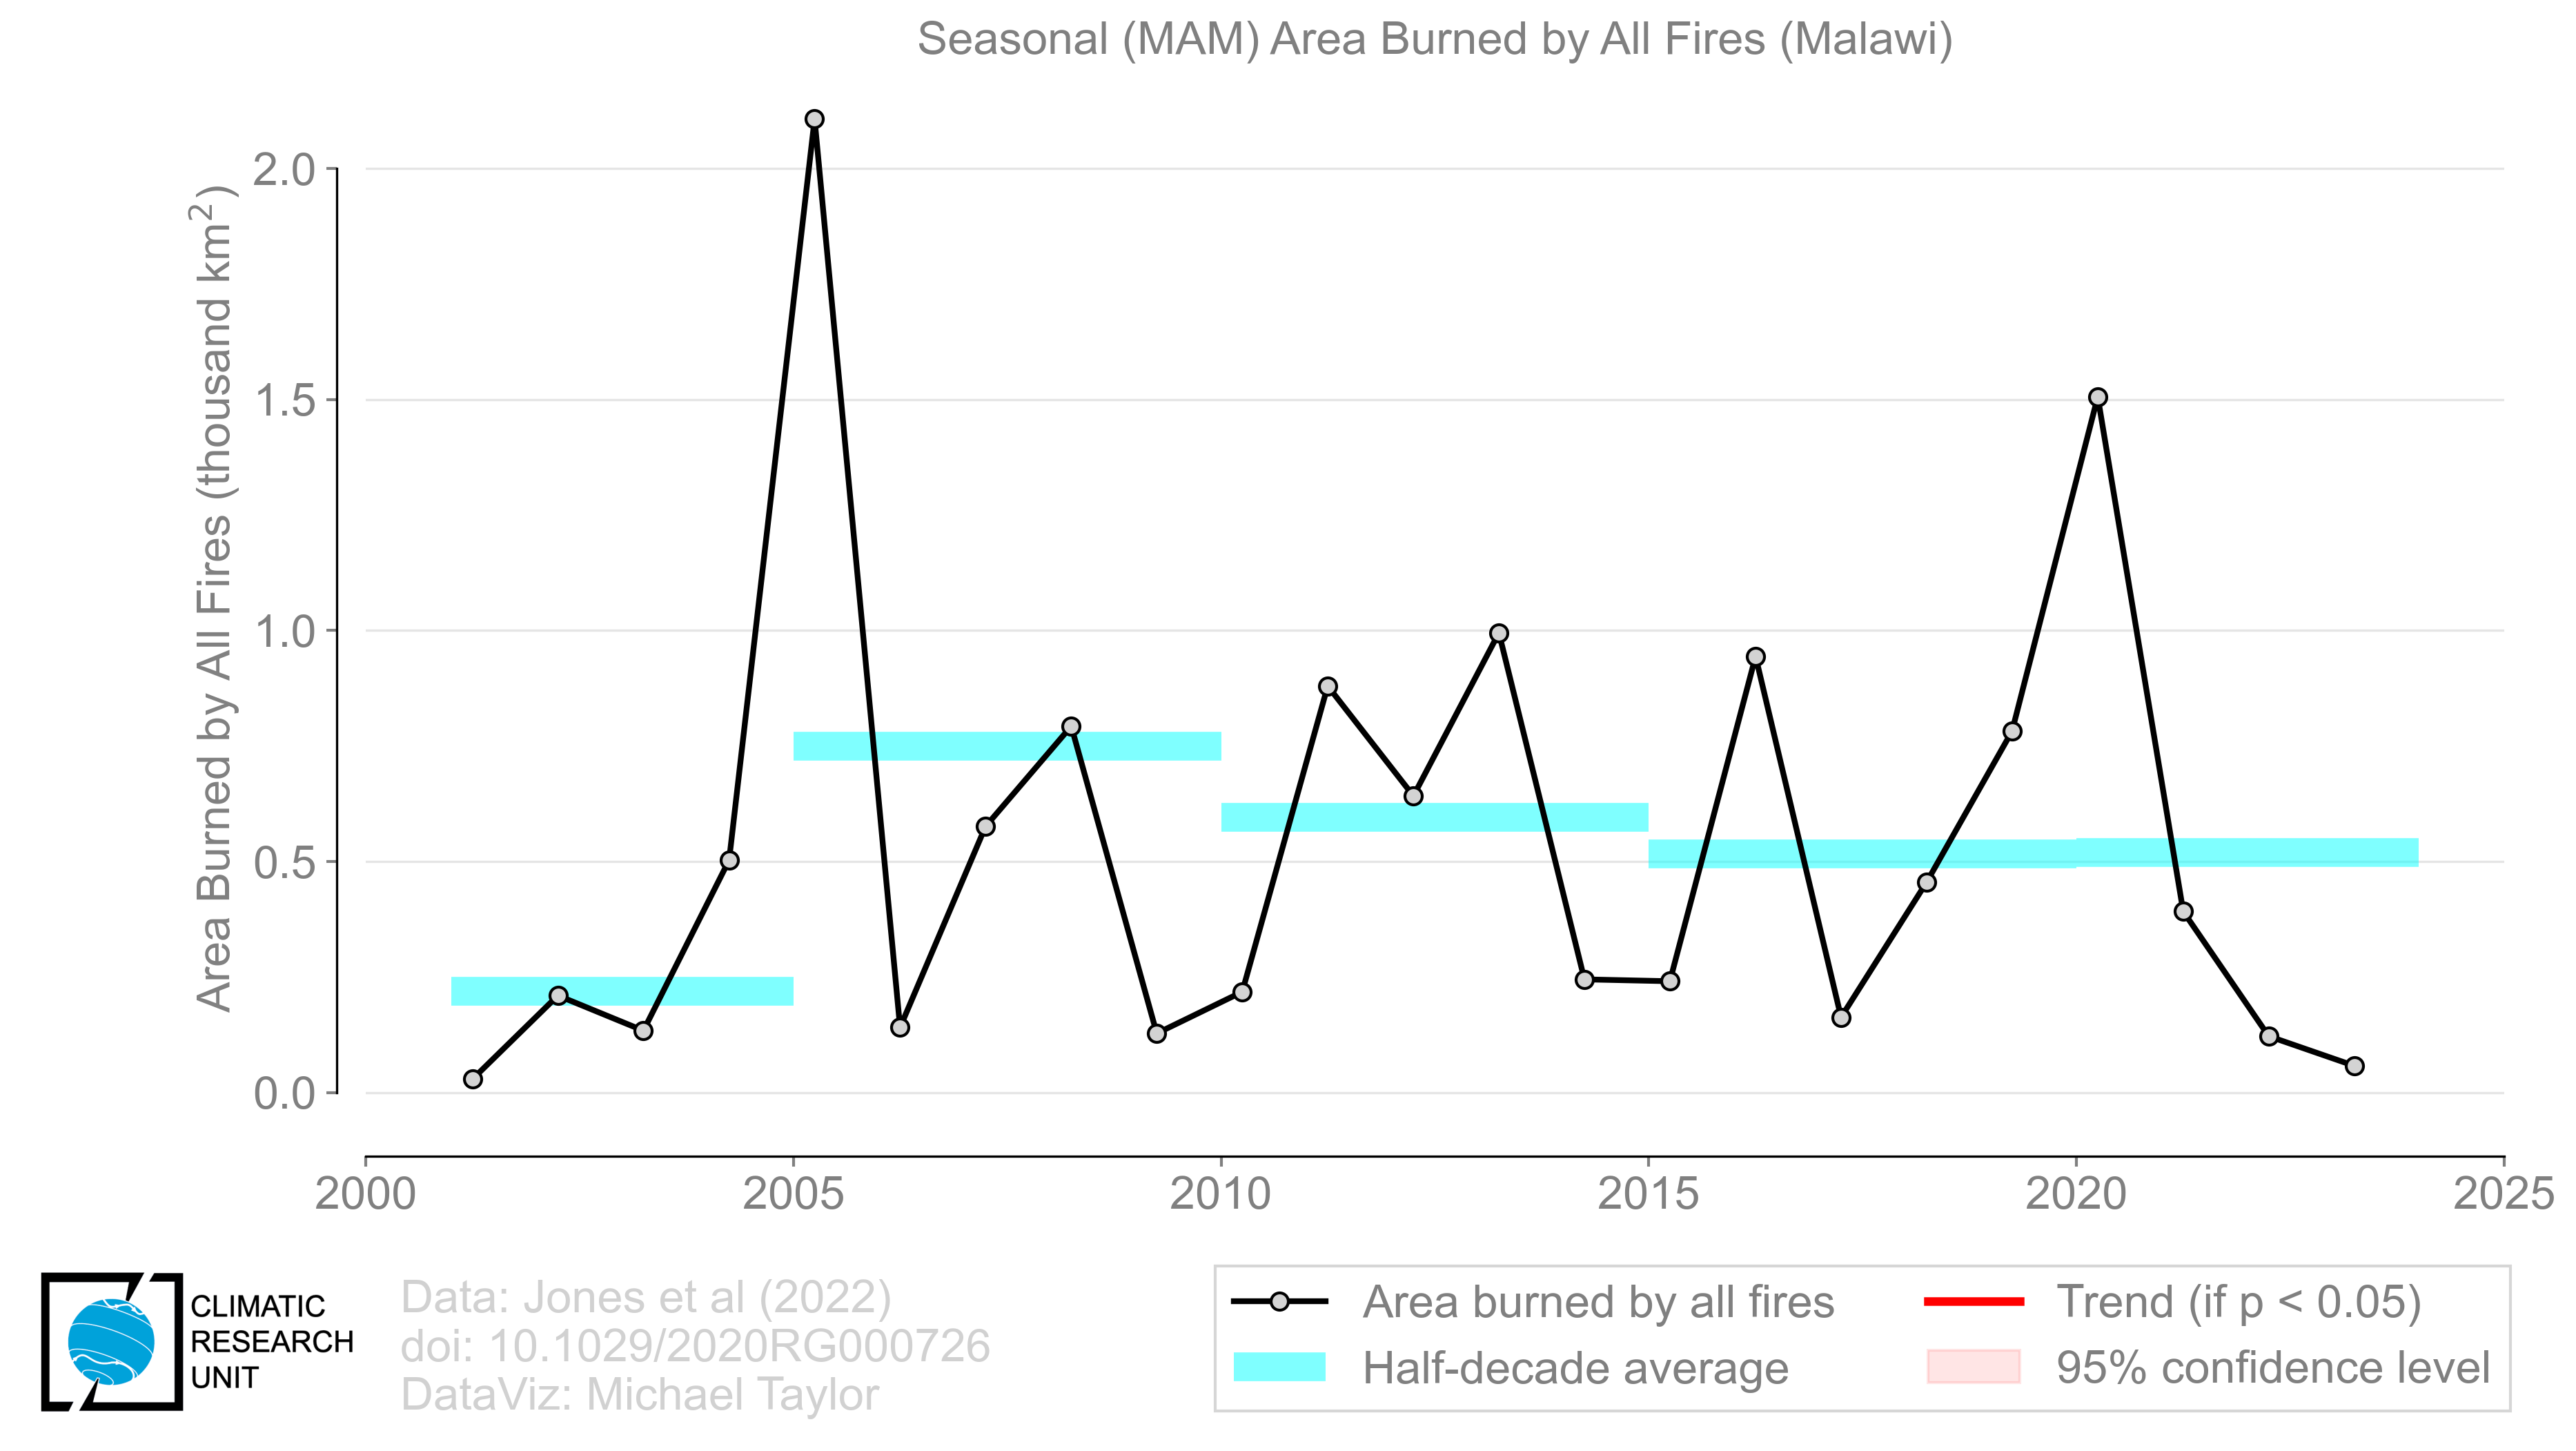 Seasonal (MAM) Area Burned by All Fires (Malawi)
Area Burned by All Fires (thousand km²)
2.0
1.5
1.0
0.5
0.0
2000 2005 2010 2015 2020 2025
CLIMATIC
RESEARCH
UNIT
Data: Jones et al (2022)
doi: 10.1029/2020RG000726
DataViz: Michael Taylor
Area burned by all fires
Half-decade average
Trend (if p < 0.05)
95% confidence level